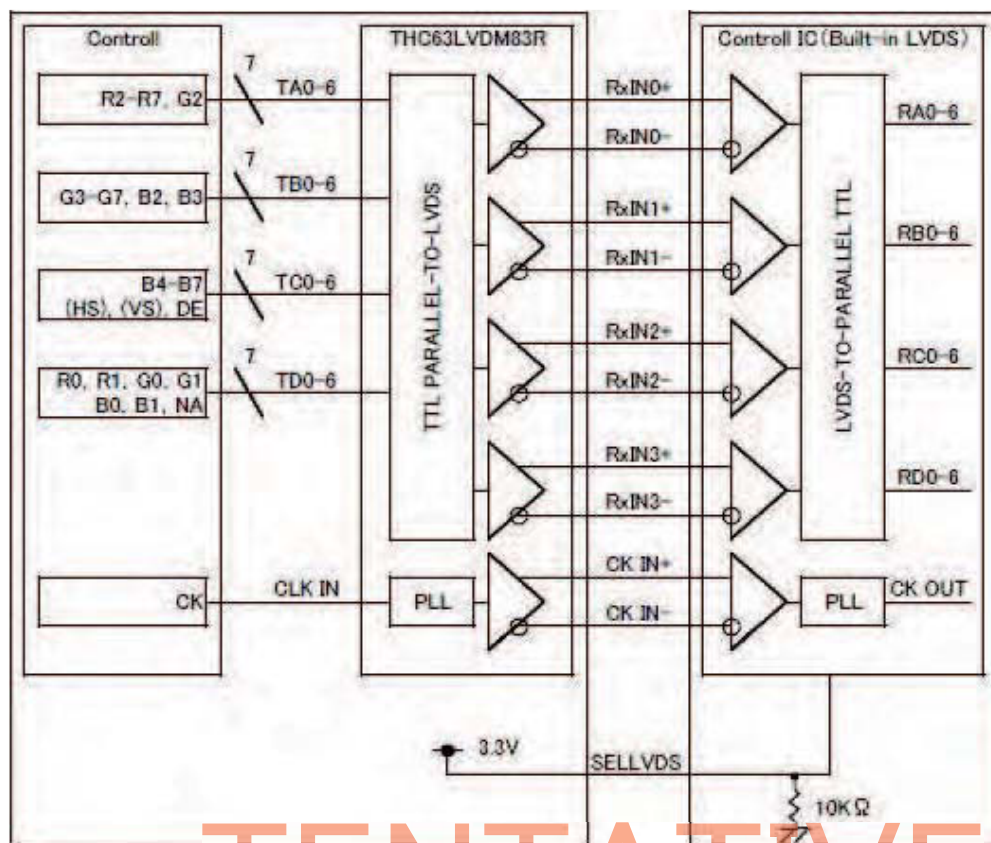 Controll
THC63LVDM83R
Controll IC(Built-in LVDS)
7
R2-R7, G2
TA0-6
RxIN0+
RxIN0-
RA0-6
7
G3-G7, B2, B3
TB0-6
RxIN1+
RxIN1-
RB0-6
7
B4-B7
(HS), (VS), DE
TC0-6
RxIN2+
RxIN2-
RC0-6
7
R0, R1, G0, G1
B0, B1, NA
TD0-6
RxIN3+
RxIN3-
RD0-6
TTL PARALLEL-TO-LVDS
LVDS-TO-PARALLEL TTL
CK
CLK IN
PLL
CK IN+
CK IN-
PLL
CK OUT
3.3V
SELLVDS
10KΩ
TENTATIVE